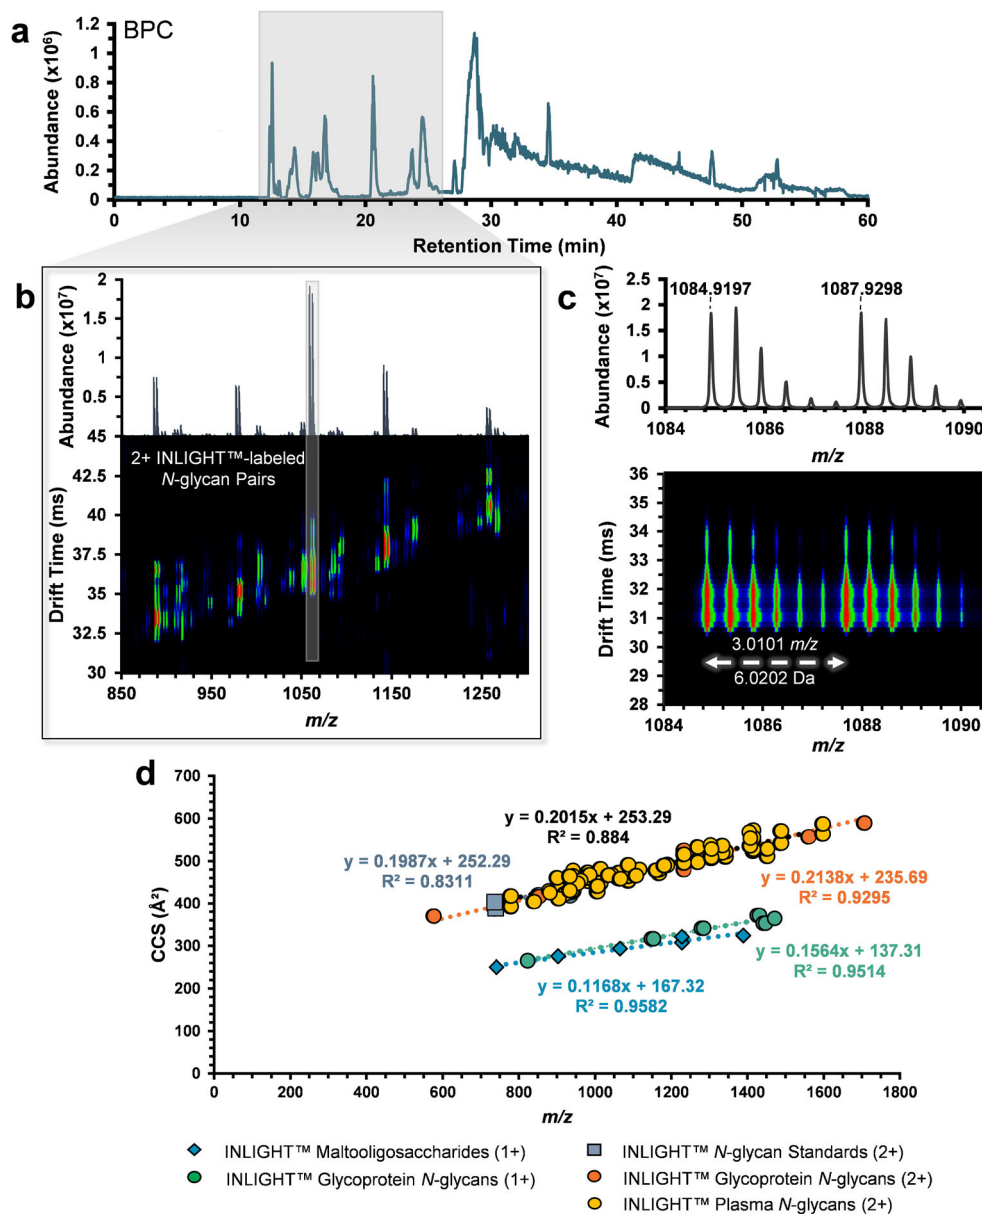 a
BPC
Abundance (x10⁶)
1.2
1
0.8
0.6
0.4
0.2
0
0
10
20
30
40
50
60
Retention Time (min)
b
Abundance (x10⁷)
2
1.5
1
0.5
45
2+ INLIGHT™-labeled
N-glycan Pairs
Drift Time (ms)
42.5
40
37.5
35
32.5
30
850
950
1050
1150
1250
m/z
c
Abundance (x10⁷)
2.5
2
1.5
1
0.5
0
1084.9197
1087.9298
1084
1086
1088
1090
m/z
Drift Time (ms)
36
35
34
33
32
31
30
29
28
3.0101 m/z
6.0202 Da
1084
1086
1088
1090
m/z
d
CCS (Å²)
700
600
500
400
300
200
100
0
y = 0.2015x + 253.29
R² = 0.884
y = 0.1987x + 252.29
R² = 0.8311
y = 0.2138x + 235.69
R² = 0.9295
y = 0.1564x + 137.31
R² = 0.9514
y = 0.1168x + 167.32
R² = 0.9582
0
200
400
600
800
1000
1200
1400
1600
1800
m/z
INLIGHT™ Maltooligosaccharides (1+)
INLIGHT™ Glycoprotein N-glycans (1+)
INLIGHT™ N-glycan Standards (2+)
INLIGHT™ Glycoprotein N-glycans (2+)
INLIGHT™ Plasma N-glycans (2+)